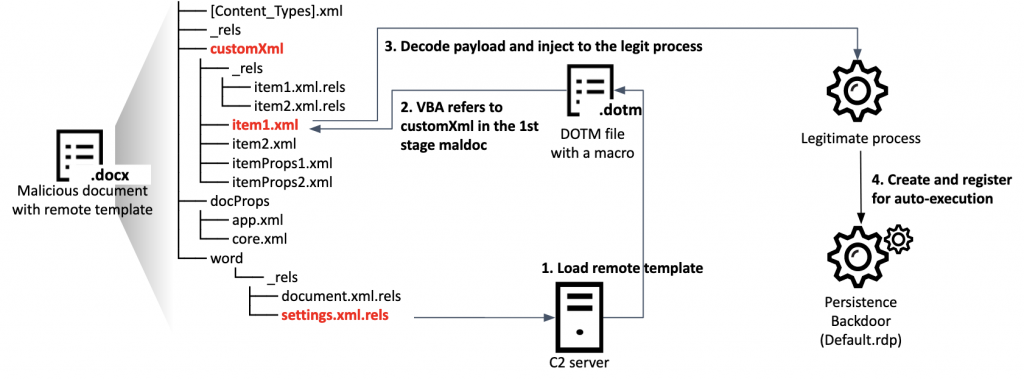 .docx
Malicious document
with remote template
[Content_Types].xml
_rels
customXml
_rels
item1.xml.rels
item2.xml.rels
item1.xml
item2.xml
itemProps1.xml
itemProps2.xml
docProps
app.xml
core.xml
word
_rels
document.xml.rels
settings.xml.rels
1. Load remote template
C2 server
.dotm
DOTM file
with a macro
2. VBA refers to
customXml in the 1st
stage maldoc
3. Decode payload and inject to the legit process
Legitimate process
4. Create and register
for auto-execution
Persistence
Backdoor
(Default.rdp)